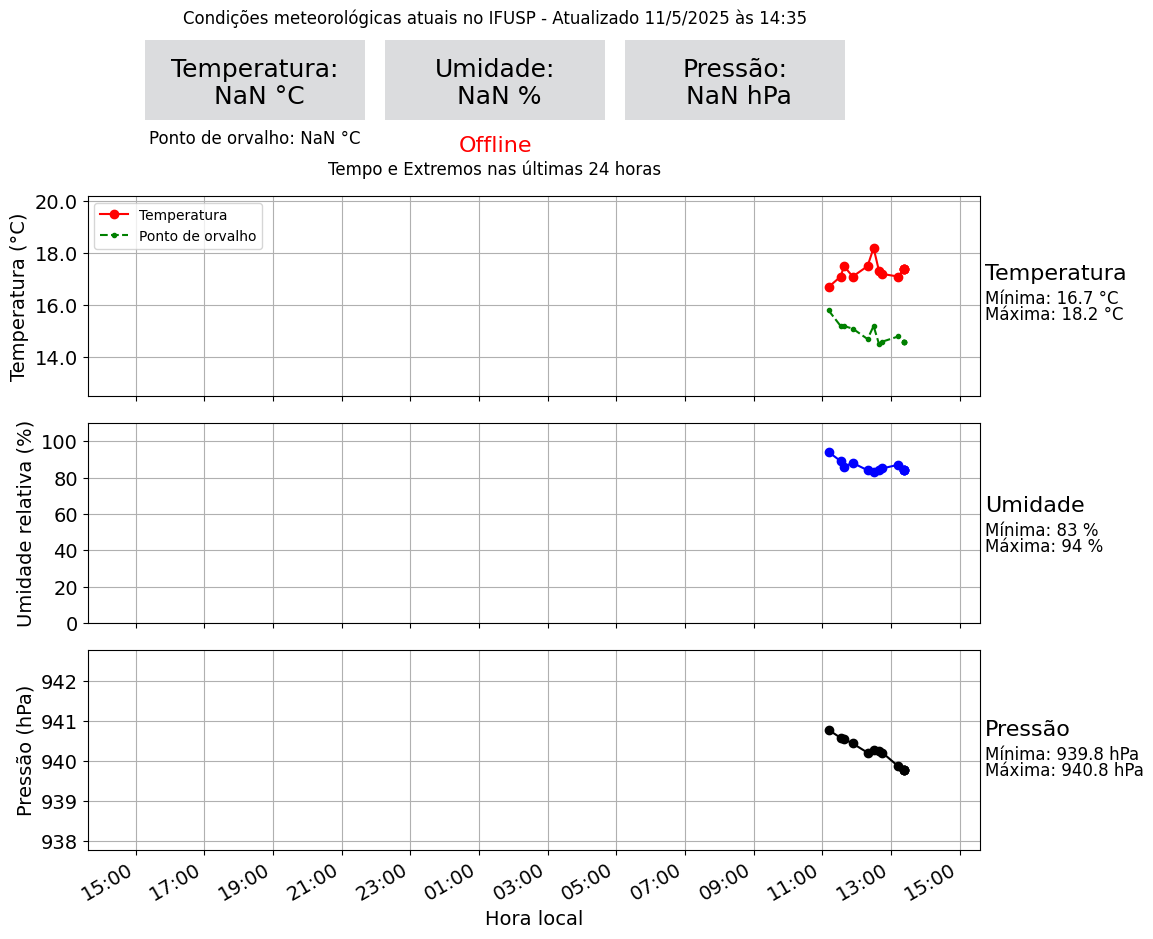 Condições meteorológicas atuais no IFUSP - Atualizado 11/5/2025 às 14:35
Temperatura:
NaN °C
Umidade:
NaN %
Pressão:
NaN hPa
Ponto de orvalho: NaN °C
Offline
Tempo e Extremos nas últimas 24 horas
Temperatura (°C)
20.0
18.0
16.0
14.0
Temperatura
Ponto de orvalho
Temperatura
Mínima: 16.7 °C
Máxima: 18.2 °C
Umidade relativa (%)
100
80
60
40
20
0
Umidade
Mínima: 83 %
Máxima: 94 %
Pressão (hPa)
942
941
940
939
938
Pressão
Mínima: 939.8 hPa
Máxima: 940.8 hPa
15:00 17:00 19:00 21:00 23:00 01:00 03:00 05:00 07:00 09:00 11:00 13:00 15:00
Hora local